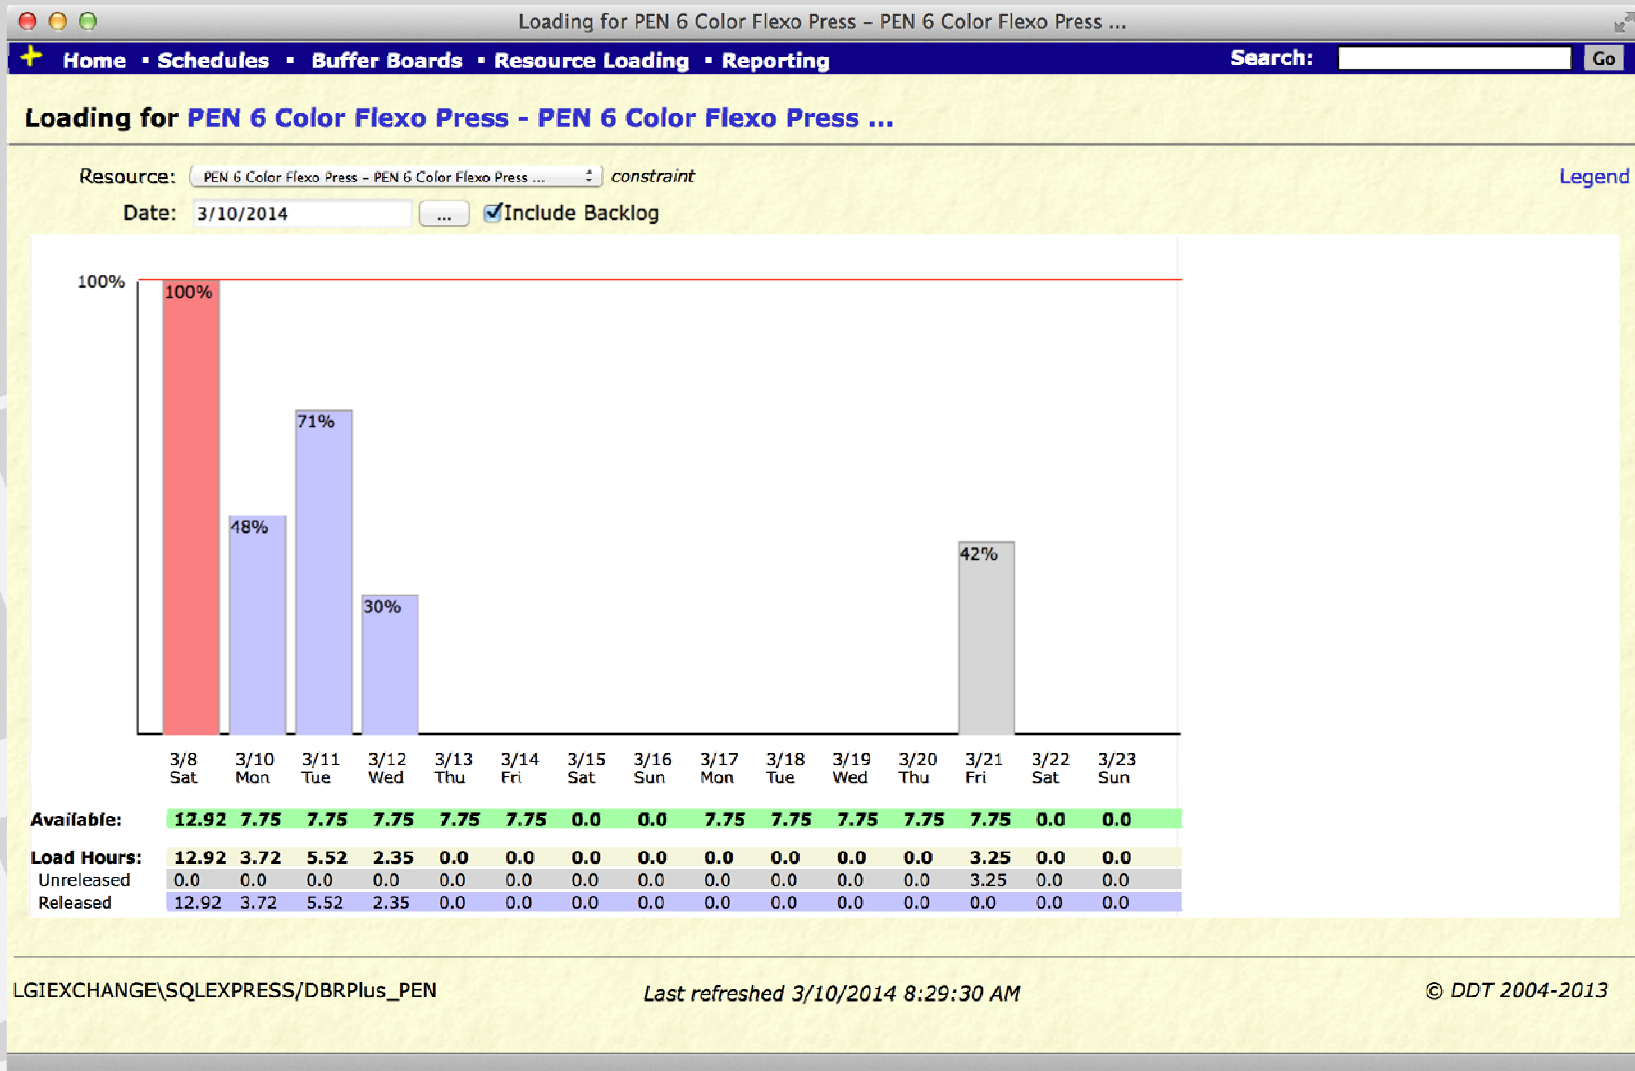 Loading for PEN 6 Color Flexo Press – PEN 6 Color Flexo Press ...
Home ▪ Schedules ▪ Buffer Boards ▪ Resource Loading ▪ Reporting Search: Go
Loading for PEN 6 Color Flexo Press - PEN 6 Color Flexo Press ...
Resource: PEN 6 Color Flexo Press – PEN 6 Color Flexo Press ... constraint Legend
Date: 3/10/2014 ... Include Backlog
100%
100%
71%
48%
42%
30%
3/8 3/10 3/11 3/12 3/13 3/14 3/15 3/16 3/17 3/18 3/19 3/20 3/21 3/22 3/23
Sat Mon Tue Wed Thu Fri Sat Sun Mon Tue Wed Thu Fri Sat Sun
Available: 12.92 7.75 7.75 7.75 7.75 7.75 0.0 0.0 7.75 7.75 7.75 7.75 7.75 0.0 0.0
Load Hours: 12.92 3.72 5.52 2.35 0.0 0.0 0.0 0.0 0.0 0.0 0.0 0.0 3.25 0.0 0.0
Unreleased 0.0 0.0 0.0 0.0 0.0 0.0 0.0 0.0 0.0 0.0 0.0 0.0 3.25 0.0 0.0
Released 12.92 3.72 5.52 2.35 0.0 0.0 0.0 0.0 0.0 0.0 0.0 0.0 0.0 0.0 0.0
LGIEXCHANGE\SQLEXPRESS/DBRPlus_PEN Last refreshed 3/10/2014 8:29:30 AM © DDT 2004-2013